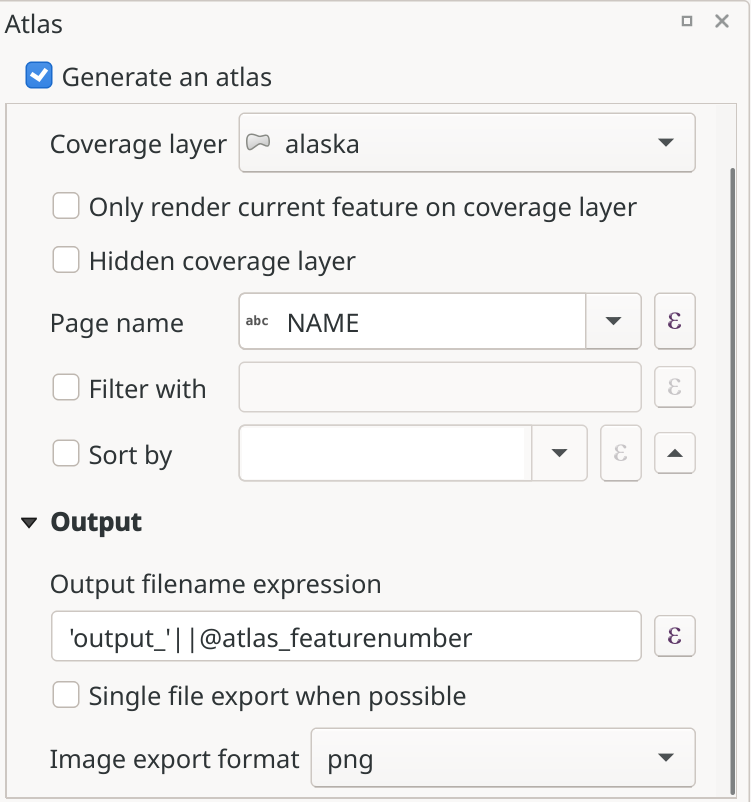 Atlas
Generate an atlas
Coverage layer alaska
Only render current feature on coverage layer
Hidden coverage layer
Page name abc NAME ε
Filter with ε
Sort by ε
Output
Output filename expression
'output_'||@atlas_featurenumber ε
Single file export when possible
Image export format png